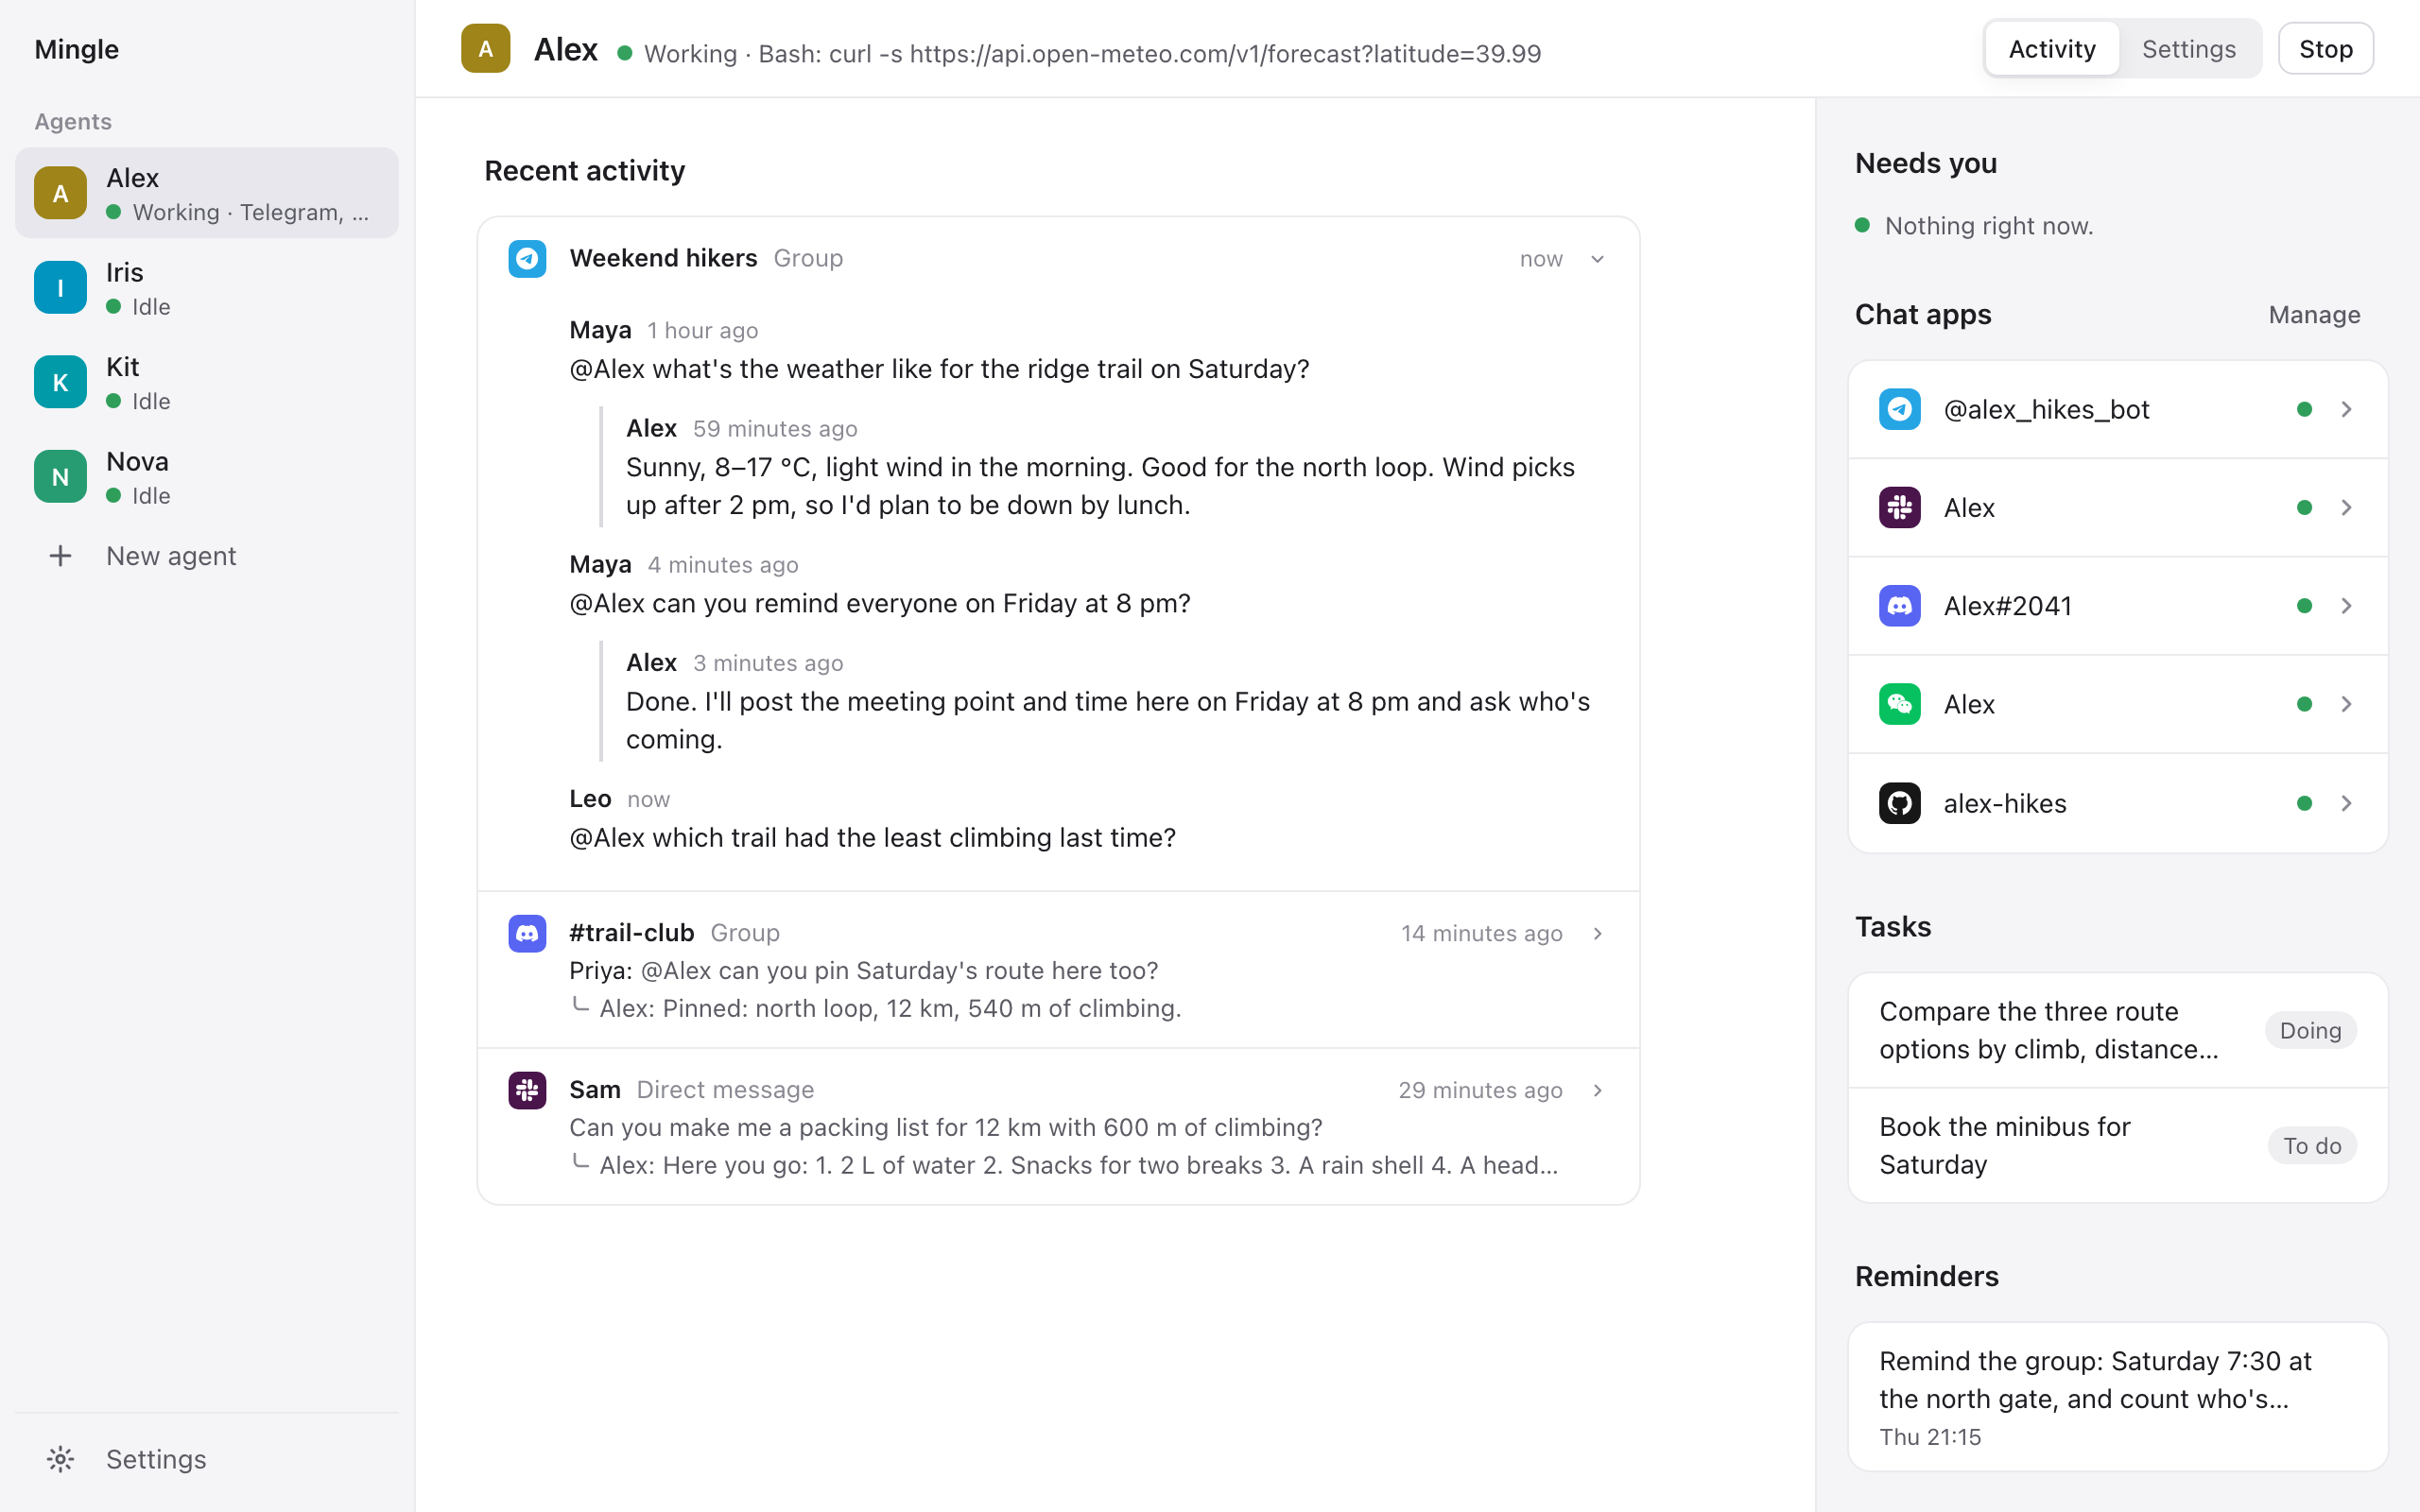 Mingle
Agents
A
Alex
Working · Telegram, ...
I
Iris
Idle
K
Kit
Idle
N
Nova
Idle
New agent
Settings
A
Alex
Working · Bash: curl -s https://api.open-meteo.com/v1/forecast?latitude=39.99
Activity
Settings
Stop
Recent activity
Weekend hikers Group
now
Maya 1 hour ago
@Alex what's the weather like for the ridge trail on Saturday?
Alex 59 minutes ago
Sunny, 8–17 °C, light wind in the morning. Good for the north loop. Wind picks
up after 2 pm, so I'd plan to be down by lunch.
Maya 4 minutes ago
@Alex can you remind everyone on Friday at 8 pm?
Alex 3 minutes ago
Done. I'll post the meeting point and time here on Friday at 8 pm and ask who's
coming.
Leo now
@Alex which trail had the least climbing last time?
#trail-club Group
14 minutes ago
Priya: @Alex can you pin Saturday's route here too?
Alex: Pinned: north loop, 12 km, 540 m of climbing.
Sam Direct message
29 minutes ago
Can you make me a packing list for 12 km with 600 m of climbing?
Alex: Here you go: 1. 2 L of water 2. Snacks for two breaks 3. A rain shell 4. A head...
Needs you
Nothing right now.
Chat apps
Manage
@alex_hikes_bot
Alex
Alex#2041
Alex
alex-hikes
Tasks
Compare the three route
options by climb, distance...
Doing
Book the minibus for
Saturday
To do
Reminders
Remind the group: Saturday 7:30 at
the north gate, and count who's...
Thu 21:15